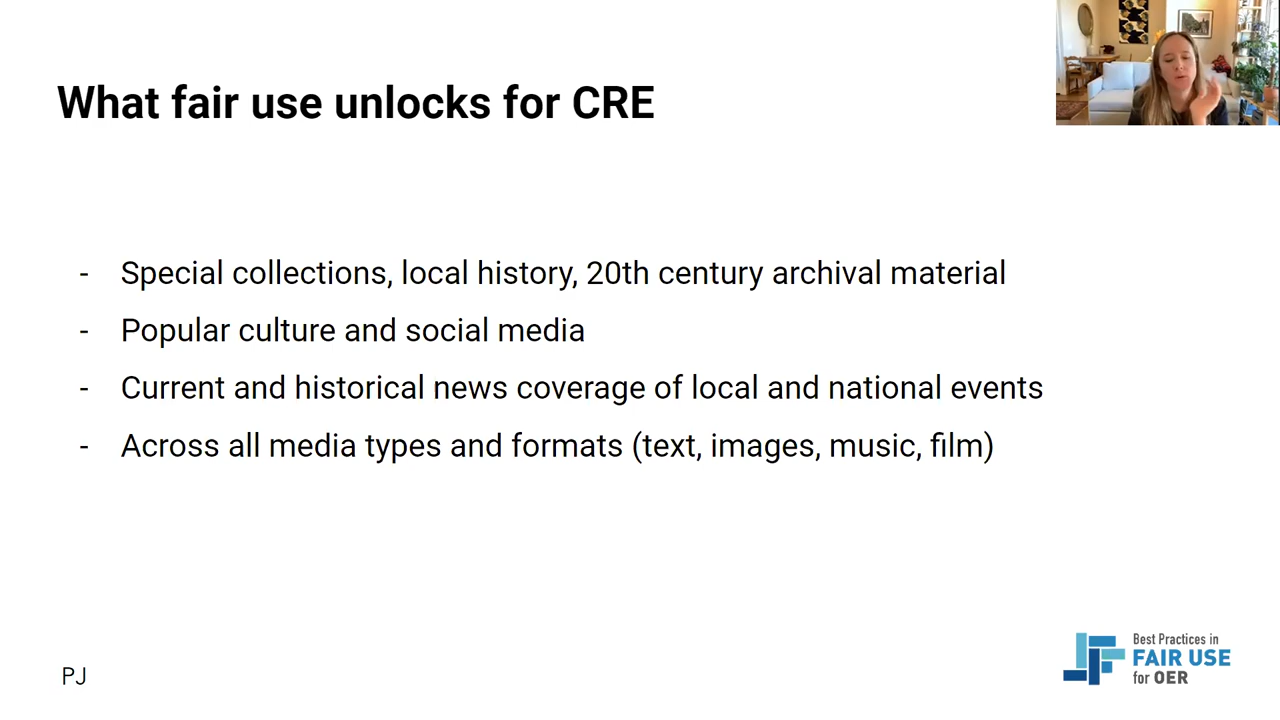 What fair use unlocks for CRE
- Special collections, local history, 20th century archival material
- Popular culture and social media
- Current and historical news coverage of local and national events
- Across all media types and formats (text, images, music, film)
PJ
Best Practices in
FAIR USE
for OER